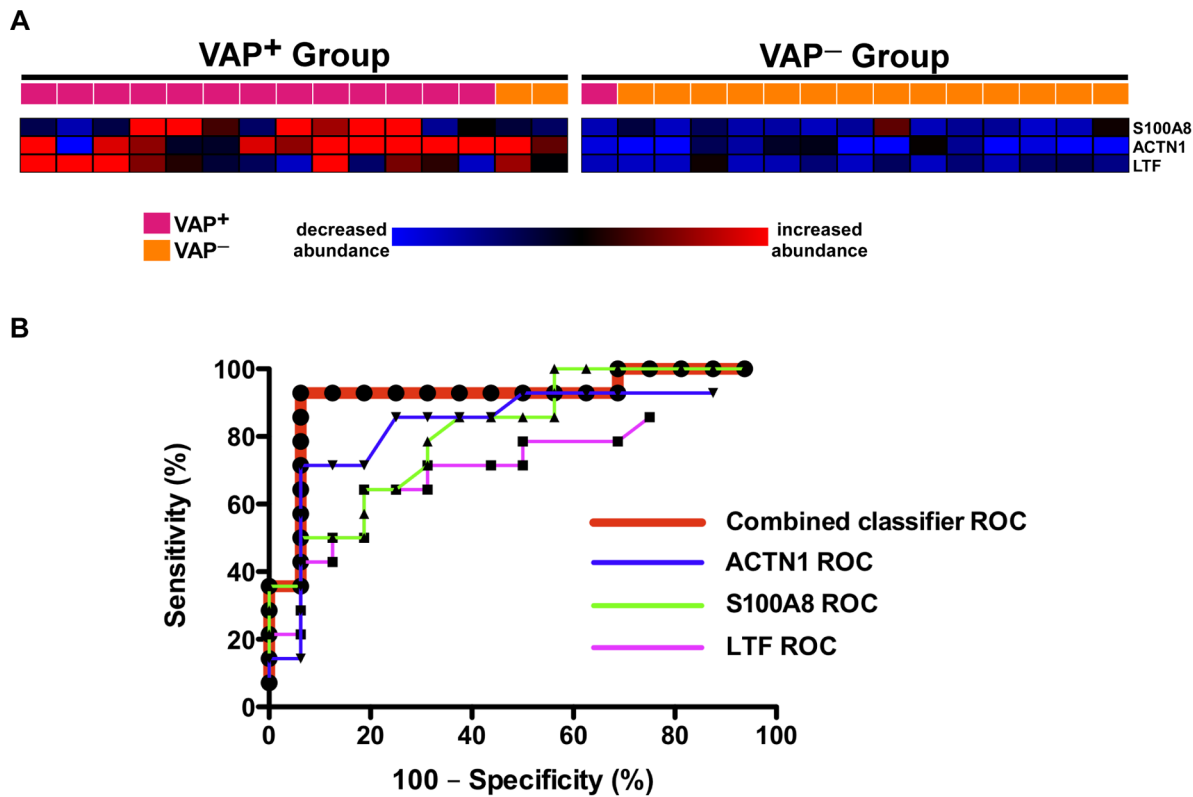 A
VAP+ Group
VAP− Group
S100A8
ACTN1
LTF
VAP+
VAP−
decreased
abundance
increased
abundance
B
100
80
60
40
20
0
Sensitivity (%)
Combined classifier ROC
ACTN1 ROC
S100A8 ROC
LTF ROC
0 20 40 60 80 100
100 − Specificity (%)